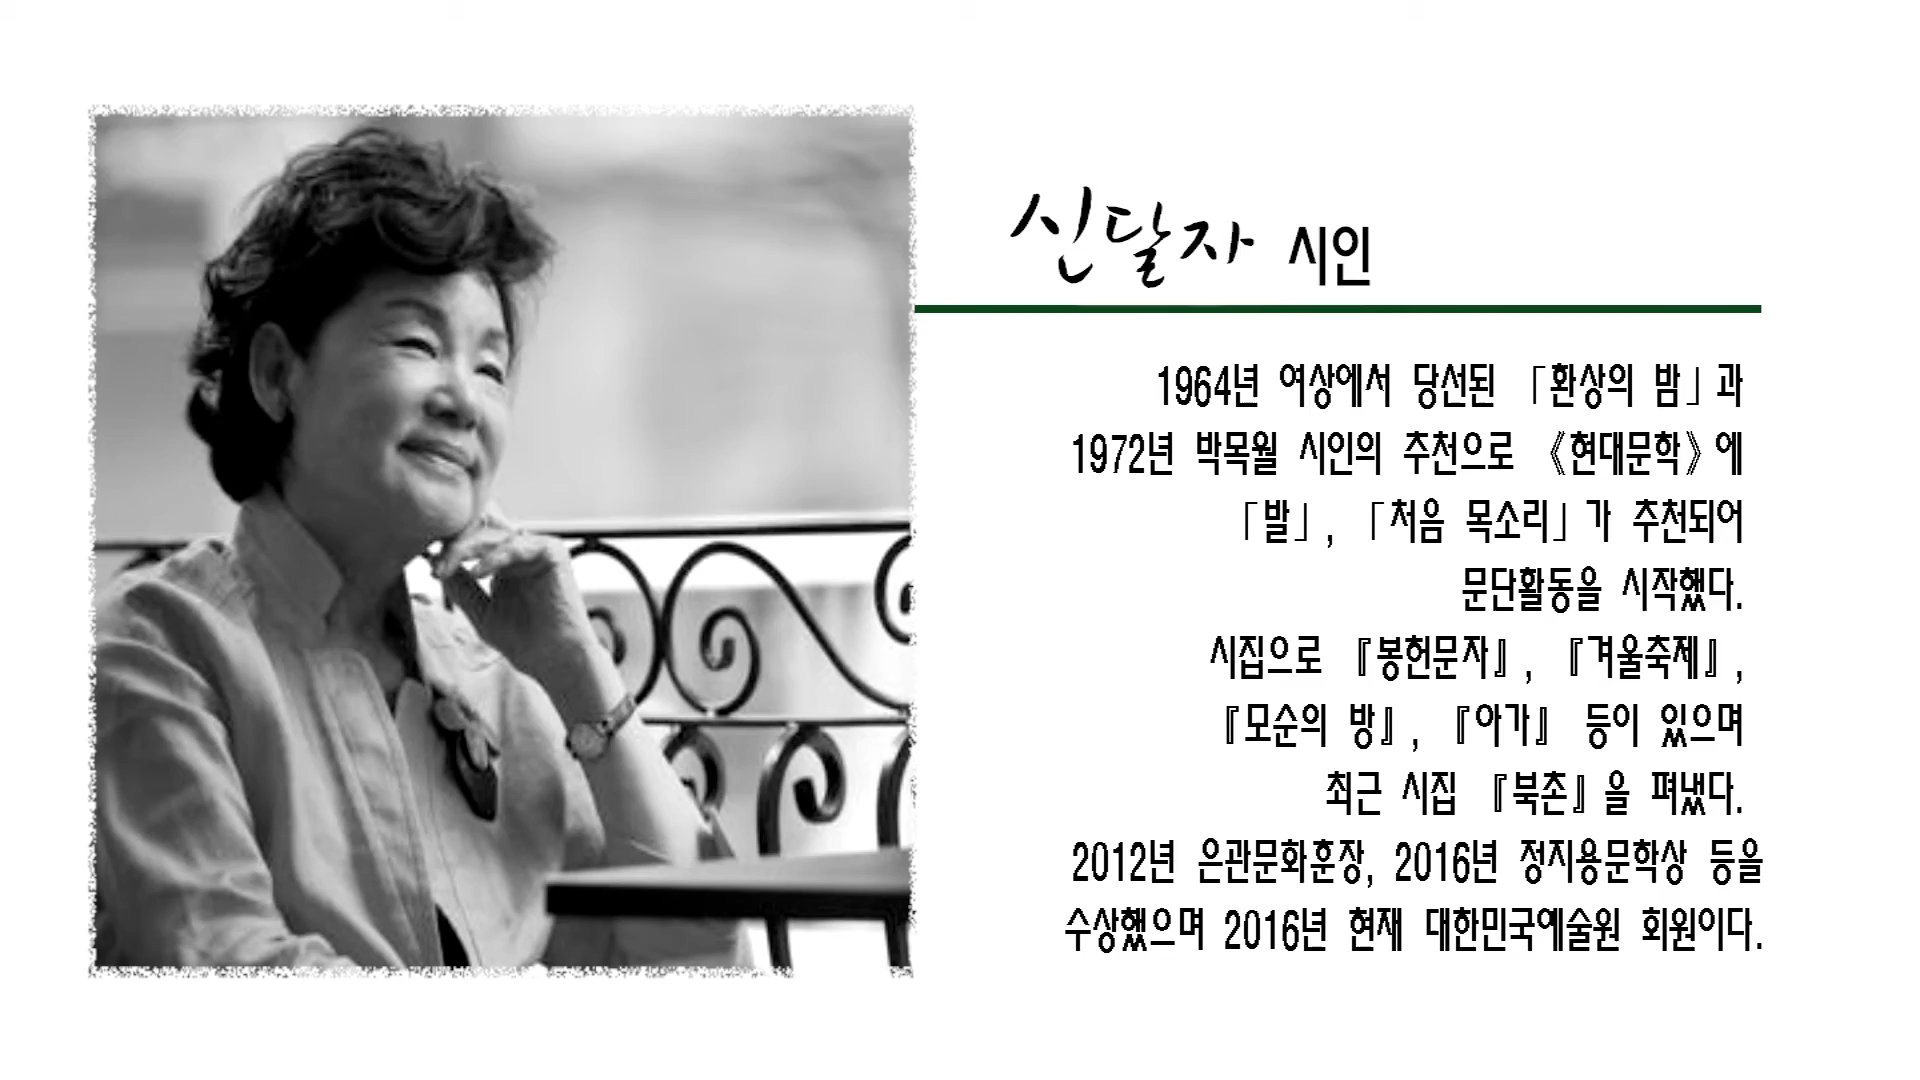 신달자 시인
1964년 여상에서 당선된 「환상의 밤」과
1972년 박목월 시인의 추천으로 《현대문학》에
「발」, 「처음 목소리」가 추천되어
문단활동을 시작했다.
시집으로 『봉헌문자』, 『겨울축제』,
『모순의 방』, 『아가』 등이 있으며
최근 시집 『북촌』을 펴냈다.
2012년 은관문화훈장, 2016년 정지용문학상 등을
수상했으며 2016년 현재 대한민국예술원 회원이다.